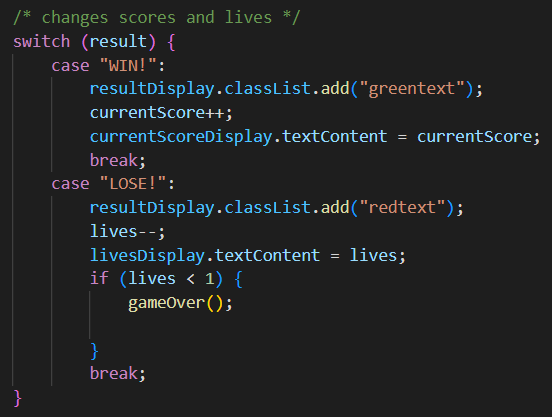 /* changes scores and lives */
switch (result) {
    case "WIN!":
        resultDisplay.classList.add("greentext");
        currentScore++;
        currentScoreDisplay.textContent = currentScore;
        break;
    case "LOSE!":
        resultDisplay.classList.add("redtext");
        lives--;
        livesDisplay.textContent = lives;
        if (lives < 1) {
            gameOver();

        }
        break;
}